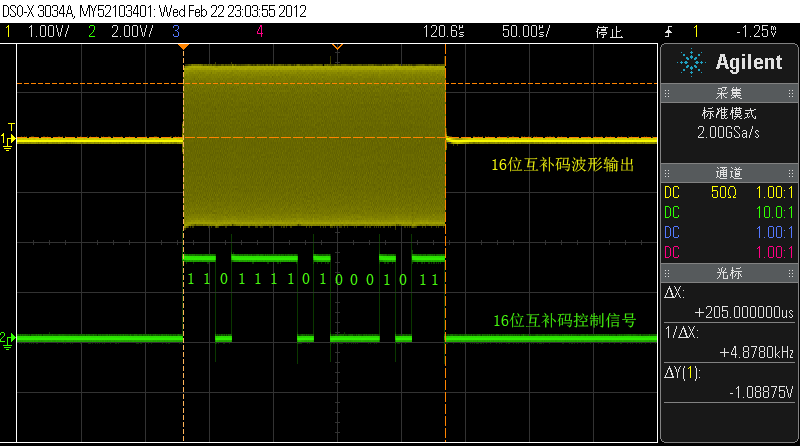 DSO-X 3034A, MY52103401: Wed Feb 22 23:03:55 2012
1 1.00V/ 2 2.00V/ 3 4 120.6s 50.00s/ 停止 1 -1.25V
Agilent
采集
标准模式
2.00GSa/s
通道
DC 50Ω 1.00:1
DC 10.0:1
DC 1.00:1
DC 1.00:1
光标
ΔX:
+205.000000us
1/ΔX:
+4.8780kHz
ΔY(1):
-1.08875V
T
1
16位互补码波形输出
1 1 0 1 1 1 1 0 1 0 0 0 1 0 1 1
16位互补码控制信号
2